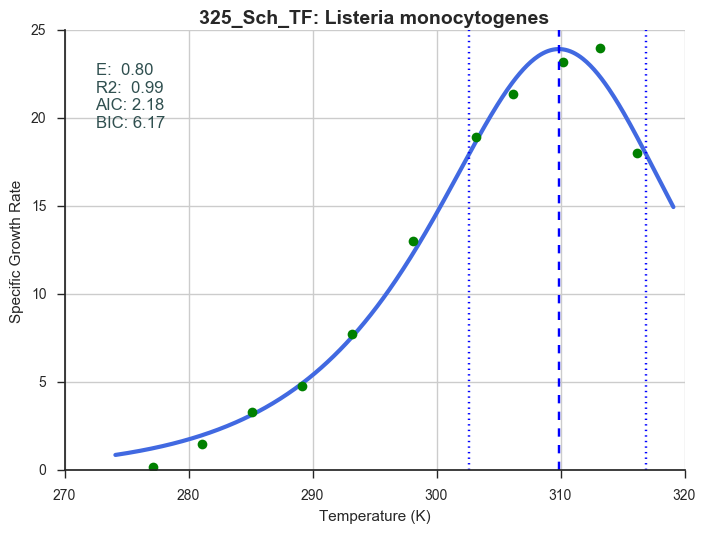 325_Sch_TF: Listeria monocytogenes
E:  0.80
R2:  0.99
AIC: 2.18
BIC: 6.17
25
20
15
10
5
0
Specific Growth Rate
270
280
290
300
310
320
Temperature (K)